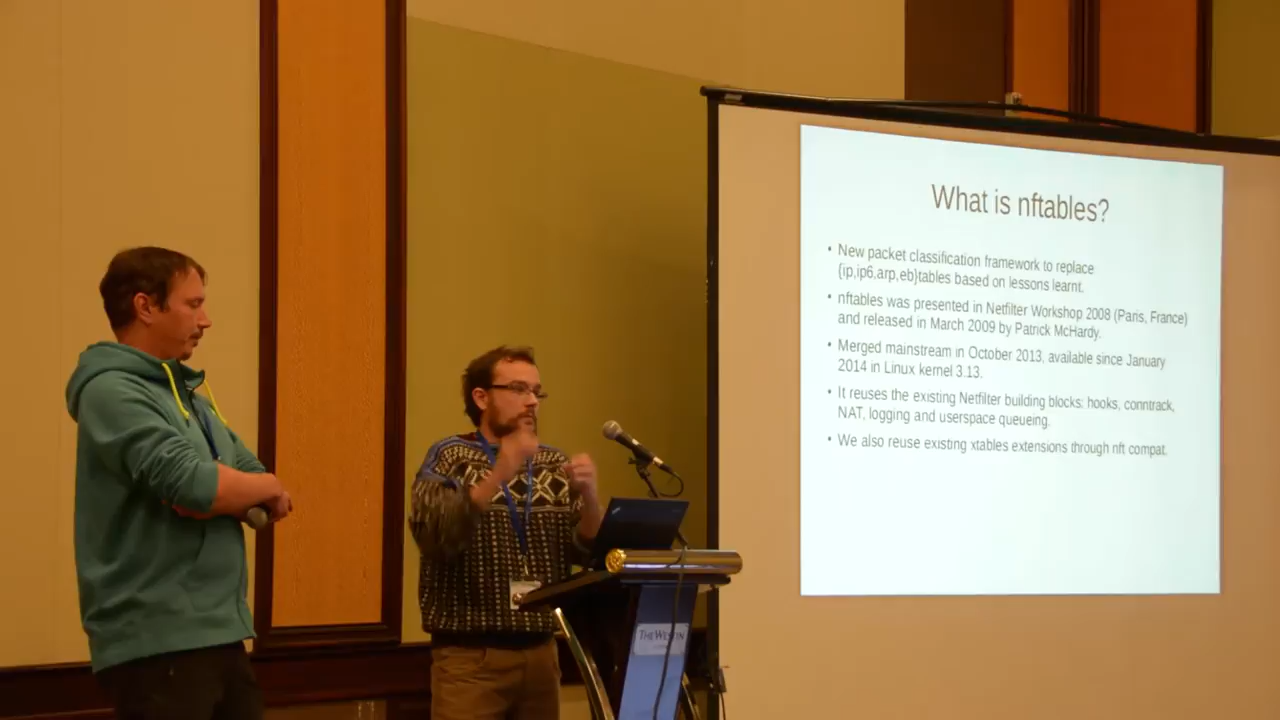 What is nftables?
• New packet classification framework to replace
{ip,ip6,arp,eb}tables based on lessons learnt.
• nftables was presented in Netfilter Workshop 2008 (Paris, France)
and released in March 2009 by Patrick McHardy.
• Merged mainstream in October 2013, available since January
2014 in Linux kernel 3.13.
• It reuses the existing Netfilter building blocks: hooks, conntrack,
NAT, logging and userspace queueing.
• We also reuse existing xtables extensions through nft compat.
THE WESTIN